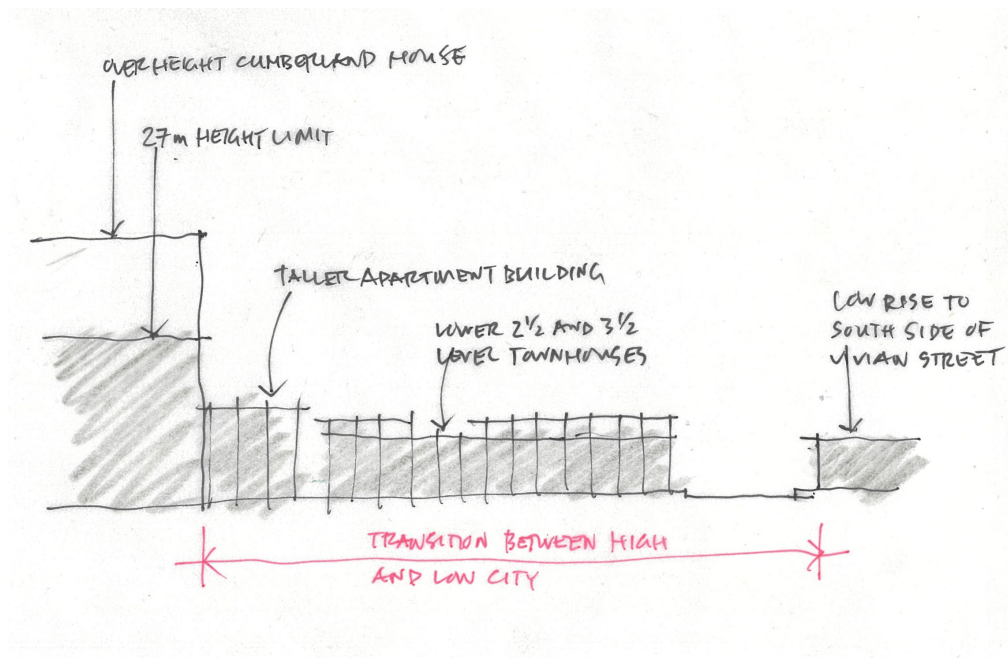 OVERHEIGHT CUMBERLAND HOUSE
27m HEIGHT LIMIT
TALLER APARTMENT BUILDING
LOWER 2½ AND 3½
LEVEL TOWNHOUSES
LOW RISE TO
SOUTH SIDE OF
VIVIAN STREET
TRANSITION BETWEEN HIGH
AND LOW CITY